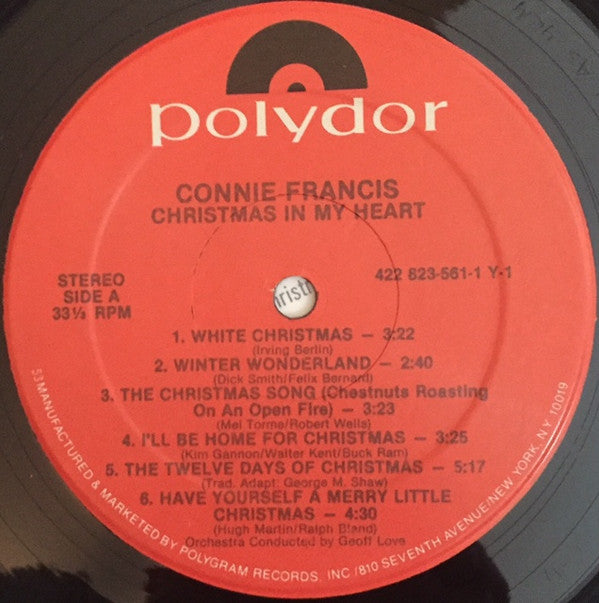 polydor
CONNIE FRANCIS
CHRISTMAS IN MY HEART
STEREO
SIDE A
33⅓ RPM
422 823-561-1 Y-1
hristm
1. WHITE CHRISTMAS – 3:22
(Irving Berlin)
2. WINTER WONDERLAND – 2:40
(Dick Smith/Felix Bernard)
3. THE CHRISTMAS SONG (Chestnuts Roasting
On An Open Fire) – 3:23
(Mel Torme/Robert Wells)
4. I'LL BE HOME FOR CHRISTMAS – 3:25
(Kim Gannon/Walter Kent/Buck Ram)
5. THE TWELVE DAYS OF CHRISTMAS – 5:17
(Trad. Adapt: George M. Shaw)
6. HAVE YOURSELF A MERRY LITTLE
CHRISTMAS – 4:30
(Hugh Martin/Ralph Bland)
Orchestra Conducted by Geoff Love
53 MANUFACTURED & MARKETED BY POLYGRAM RECORDS, INC./810 SEVENTH AVENUE/NEW YORK, N.Y. 10019